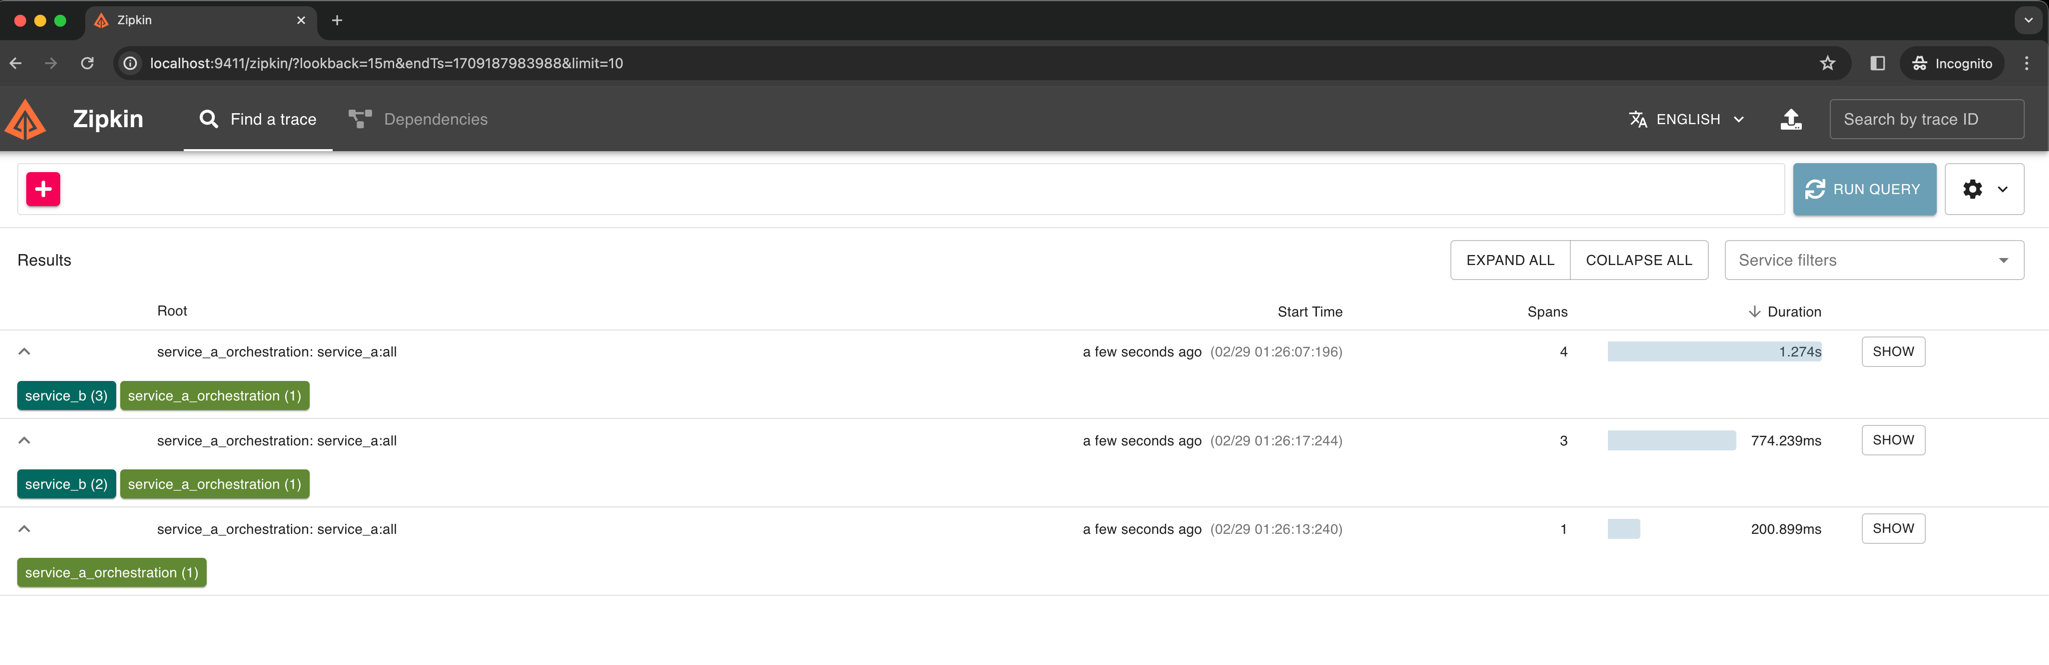 Zipkin
localhost:9411/zipkin/?lookback=15m&endTs=1709187983988&limit=10
Incognito
Zipkin
Find a trace
Dependencies
ENGLISH
Search by trace ID
RUN QUERY
Results
EXPAND ALL
COLLAPSE ALL
Service filters
Root Start Time Spans Duration
service_a_orchestration: service_a:all a few seconds ago (02/29 01:26:07:196) 4 1.274s SHOW
service_b (3) service_a_orchestration (1)
service_a_orchestration: service_a:all a few seconds ago (02/29 01:26:17:244) 3 774.239ms SHOW
service_b (2) service_a_orchestration (1)
service_a_orchestration: service_a:all a few seconds ago (02/29 01:26:13:240) 1 200.899ms SHOW
service_a_orchestration (1)